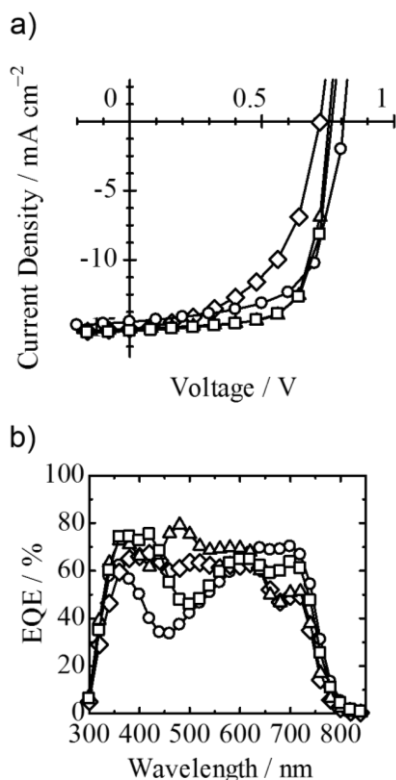 a)
0 0.5 1
-5
-10
Current Density / mA cm⁻²
Voltage / V
b)
100
80
60
40
20
0
EQE / %
300 400 500 600 700
Wavelength / nm